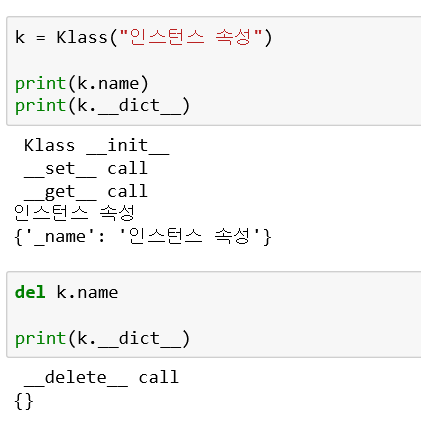 k = Klass("인스턴스 속성")
print(k.name)
print(k.__dict__)
Klass __init__
__set__ call
__get__ call
인스턴스 속성
{'_name': '인스턴스 속성'}
del k.name
print(k.__dict__)
__delete__ call
{}